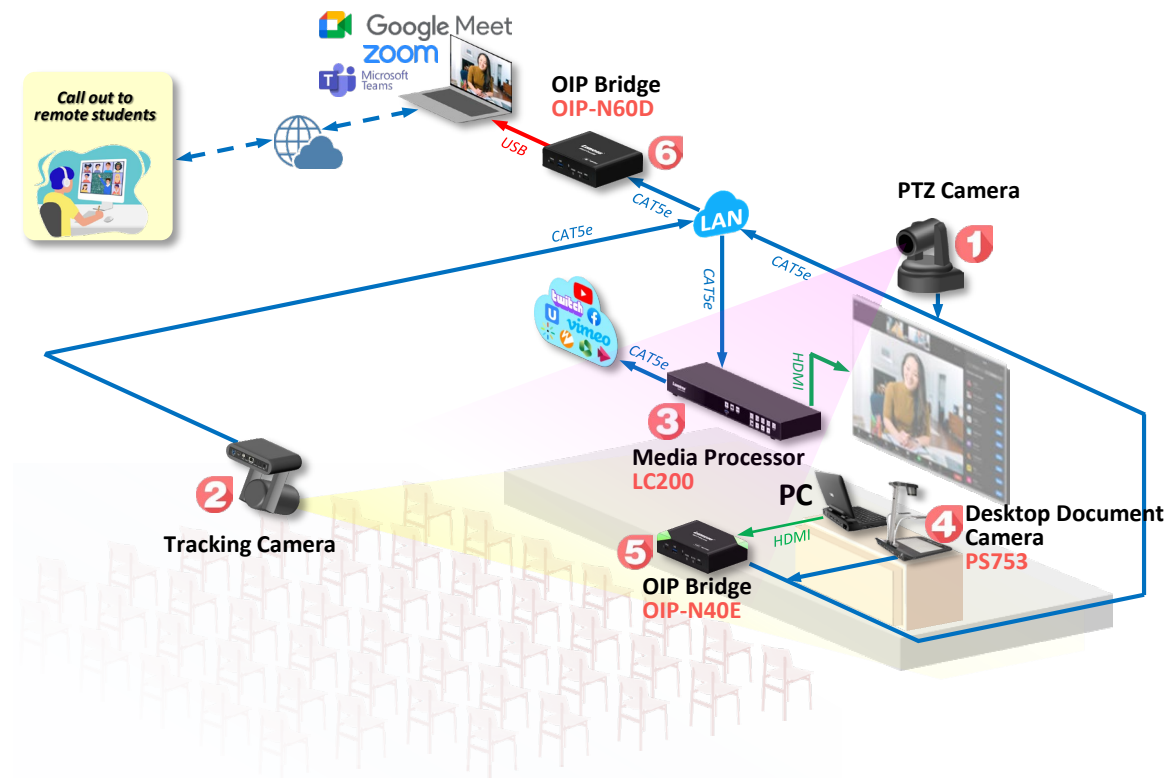 Google Meet
zoom
Microsoft
Teams
Call out to
remote students
OIP Bridge
OIP-N60D
USB
6
CAT5e
LAN
PTZ Camera
1
CAT5e
CAT5e
CAT5e
twitch
U
vimeo
CAT5e
HDMI
3
Media Processor
LC200
2
Tracking Camera
PC
4
Desktop Document
Camera
PS753
HDMI
5
OIP Bridge
OIP-N40E